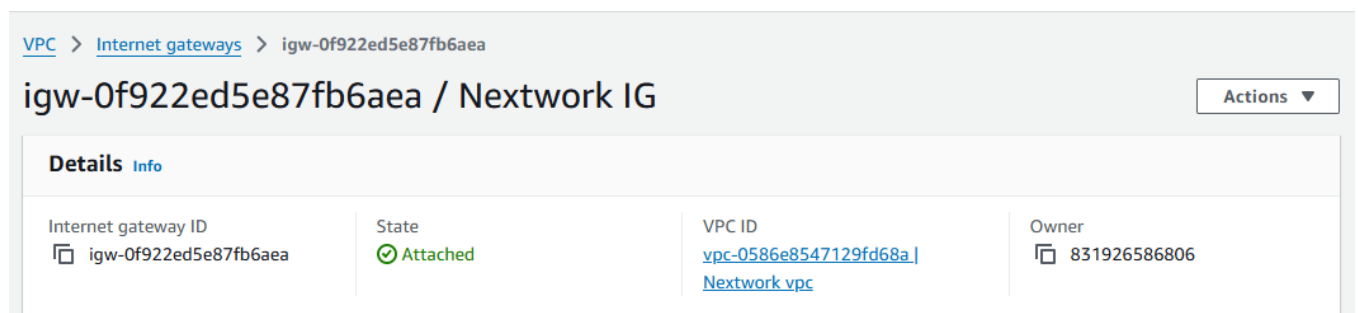 VPC > Internet gateways > igw-0f922ed5e87fb6aea
igw-0f922ed5e87fb6aea / Nextwork IG
Actions ▼
Details Info
Internet gateway ID
igw-0f922ed5e87fb6aea
State
Attached
VPC ID
vpc-0586e8547129fd68a |
Nextwork vpc
Owner
831926586806